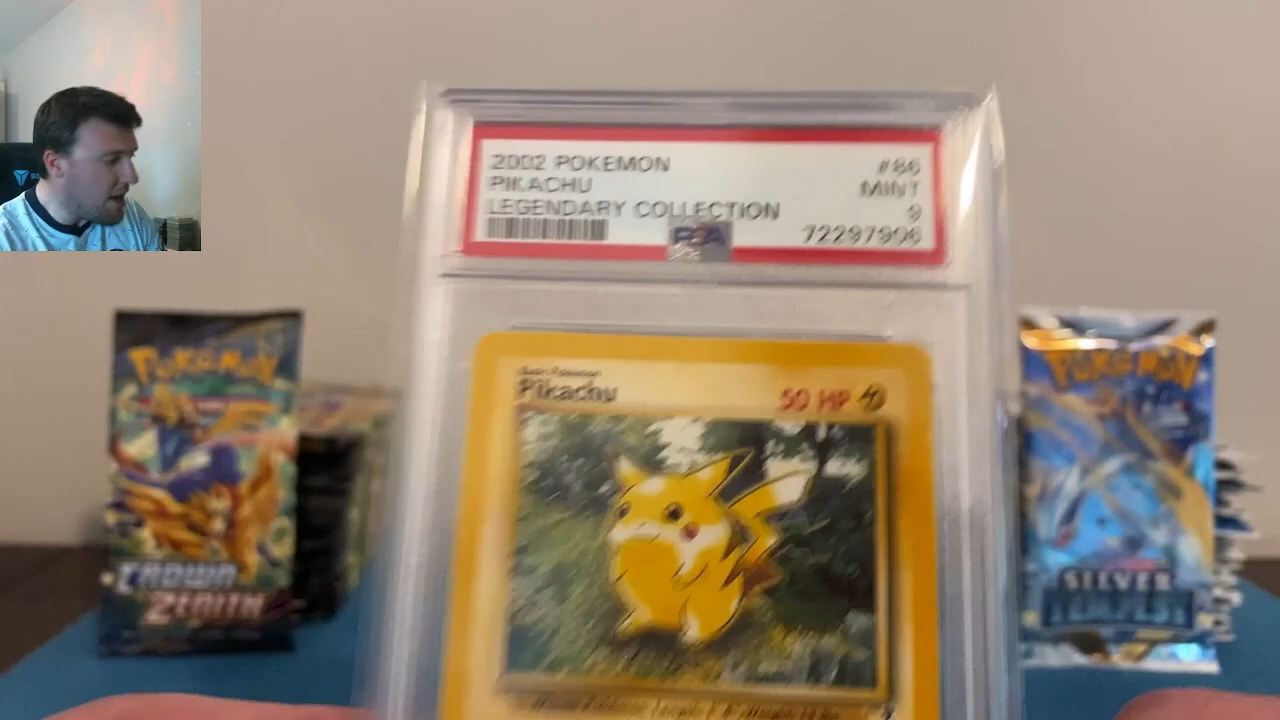 2002 POKEMON #86
PIKACHU MINT
LEGENDARY COLLECTION 9
PSA 72297906
Pikachu 50 HP
POKÉMON
CROWN
ZENITH
POKÉMON
SILVER
TEMPEST